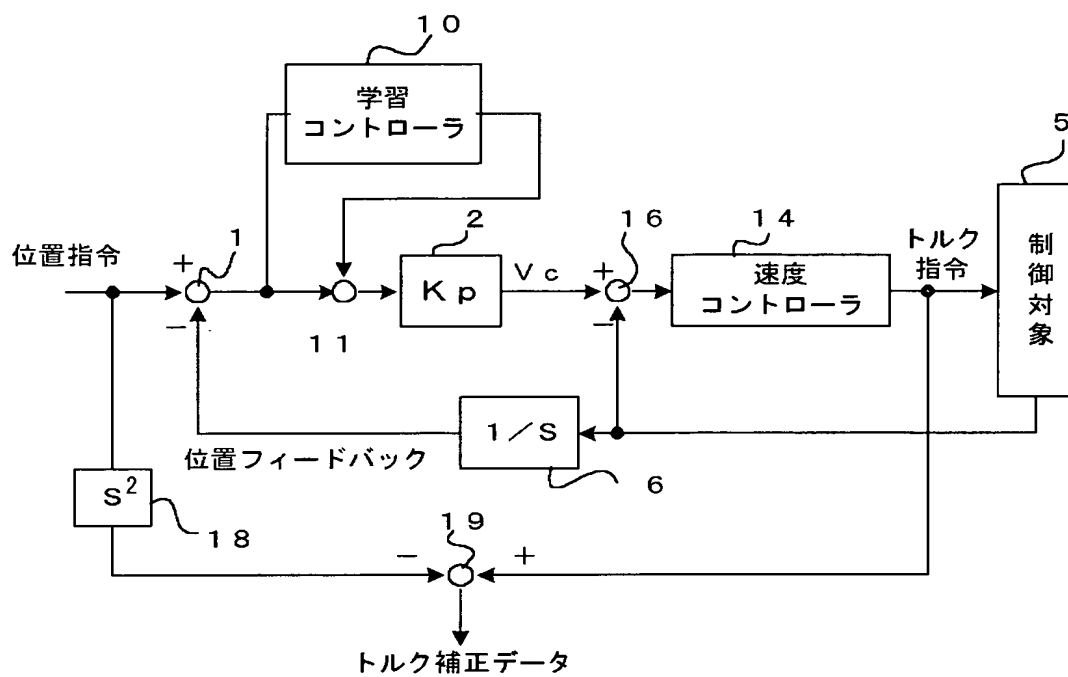 １０
学習
コントローラ
５
位置指令
＋
１
－
１１
２
Ｋｐ
Ｖｃ
１６
＋
－
１４
速度
コントローラ
トルク
指令
制御対象
１／Ｓ
６
位置フィードバック
Ｓ²
１８
－
１９
＋
トルク補正データ